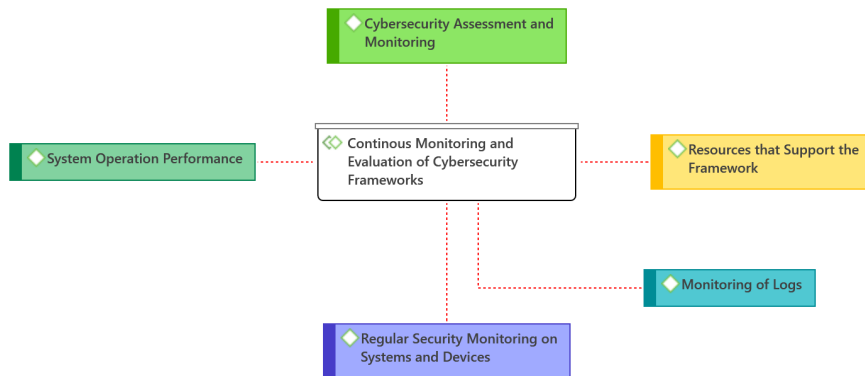 Cybersecurity Assessment and
Monitoring
Continous Monitoring and
Evaluation of Cybersecurity
Frameworks
System Operation Performance
Resources that Support the
Framework
Monitoring of Logs
Regular Security Monitoring on
Systems and Devices